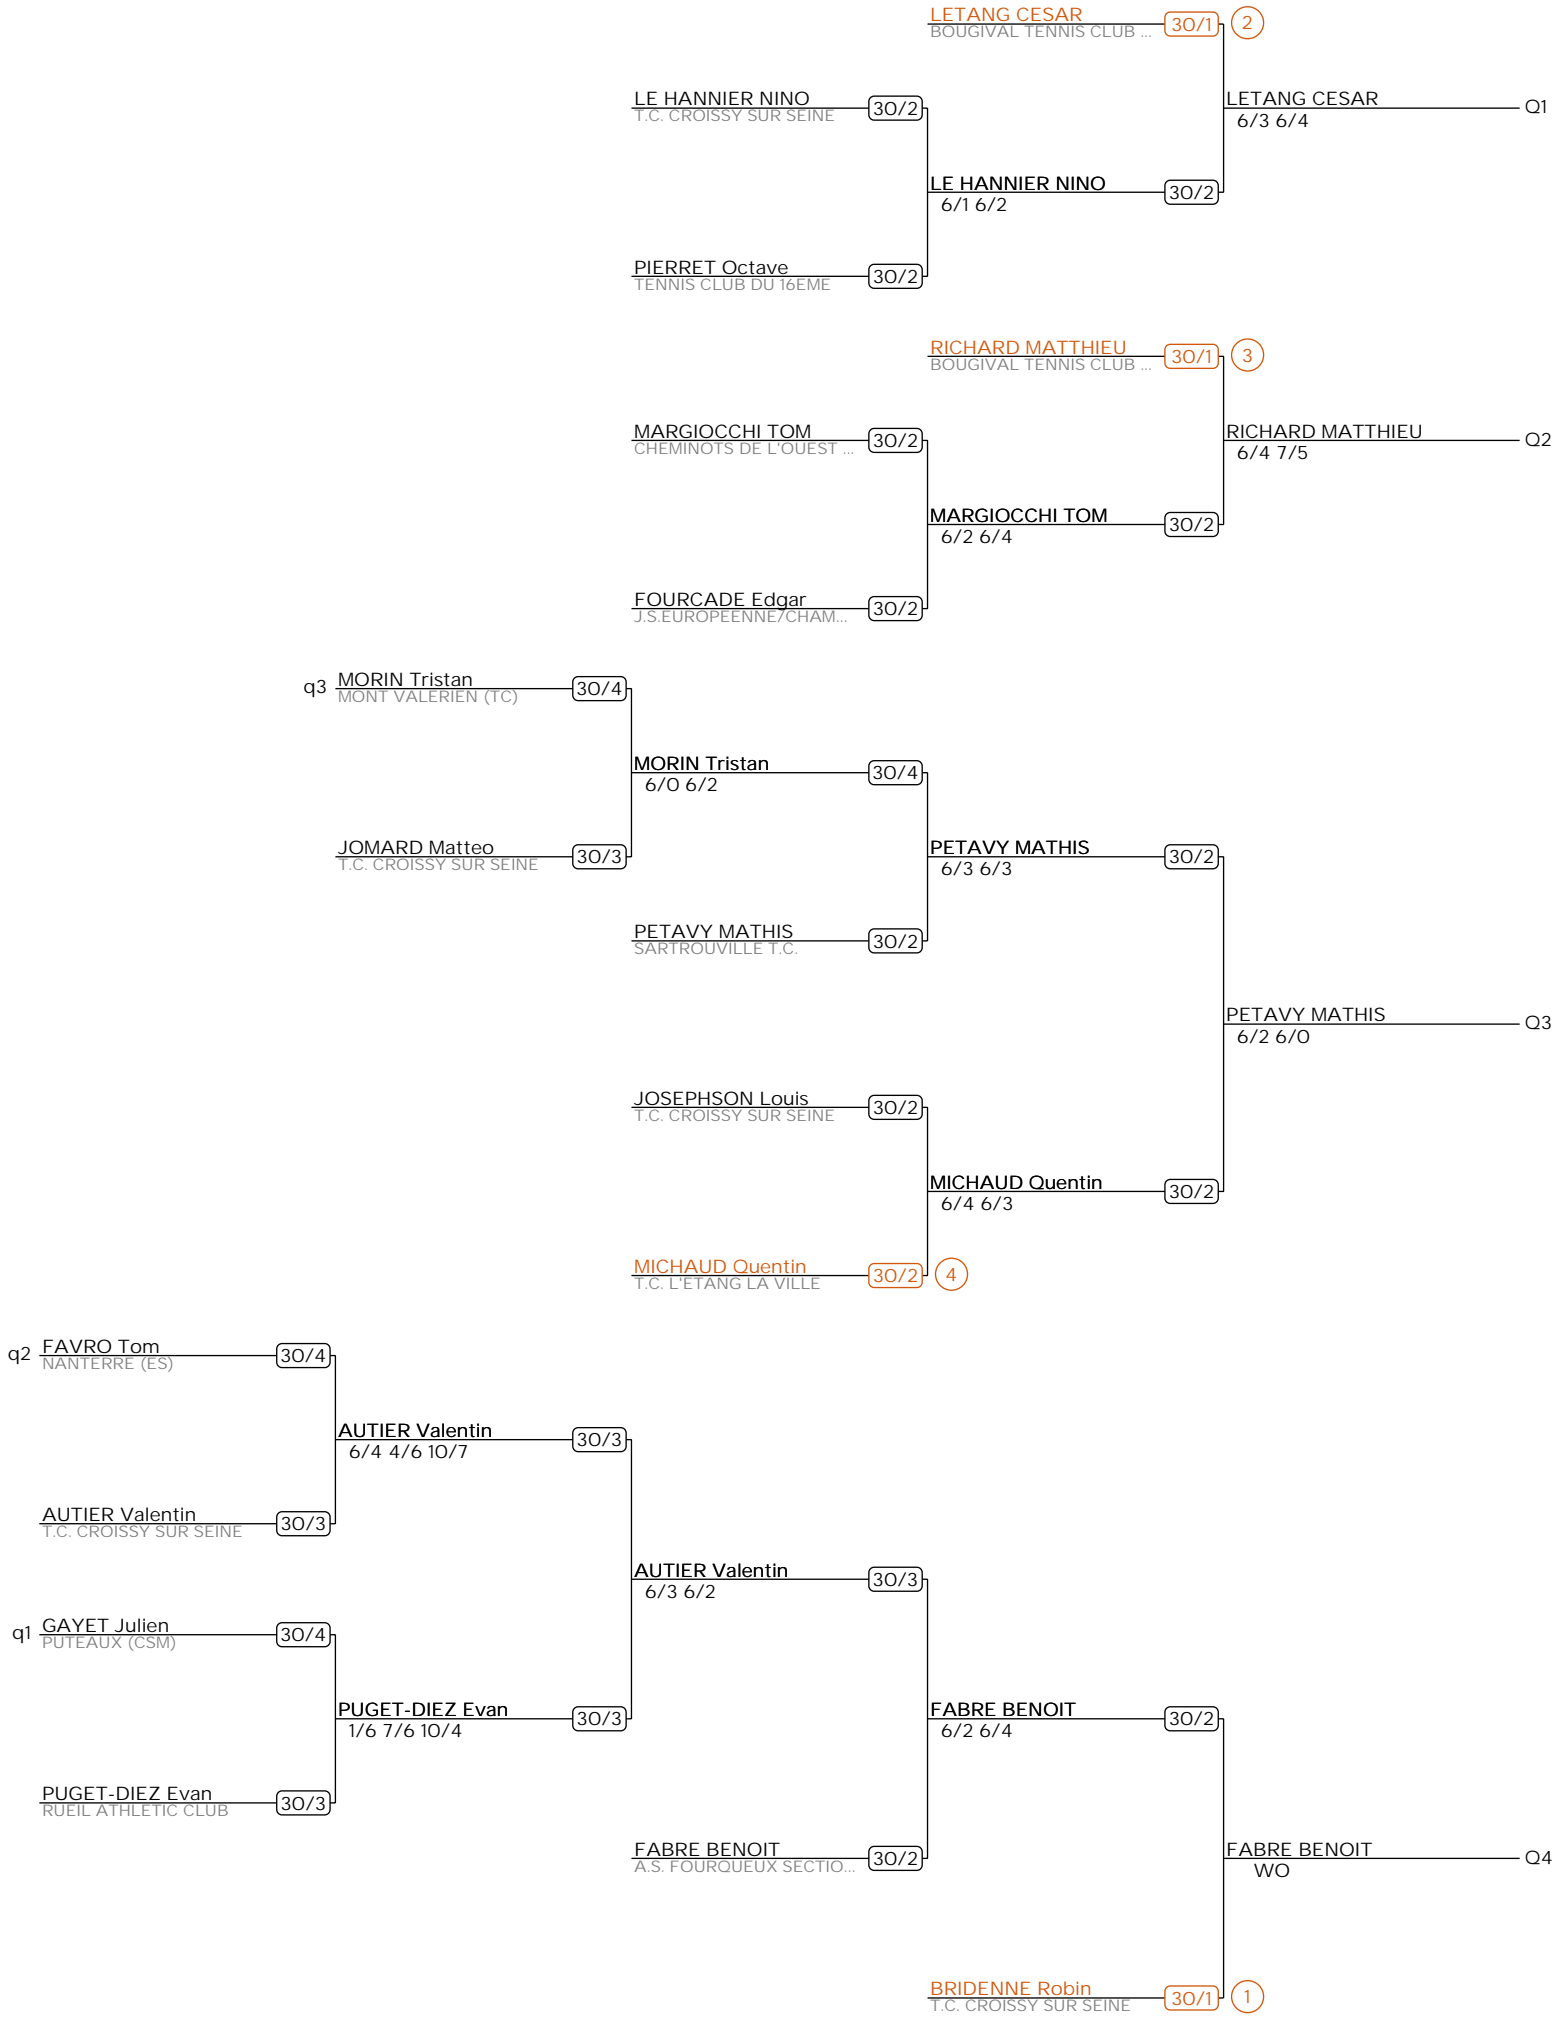 LETANG CESAR 30/1 2
BOUGIVAL TENNIS CLUB ...
LE HANNIER NINO 30/2
T.C. CROISSY SUR SEINE
LETANG CESAR Q1
6/3 6/4
LE HANNIER NINO 30/2
6/1 6/2
PIERRET Octave 30/2
TENNIS CLUB DU 16EME
RICHARD MATTHIEU 30/1 3
BOUGIVAL TENNIS CLUB ...
MARGIOCCHI TOM 30/2
CHEMINOTS DE L'OUEST ...
RICHARD MATTHIEU Q2
6/4 7/5
MARGIOCCHI TOM 30/2
6/2 6/4
FOURCADE Edgar 30/2
J.S.EUROPEENNE/CHAM...
q3 MORIN Tristan 30/4
MONT VALERIEN (TC)
MORIN Tristan 30/4
6/0 6/2
JOMARD Matteo 30/3
T.C. CROISSY SUR SEINE
PETAVY MATHIS 30/2
6/3 6/3
PETAVY MATHIS 30/2
SARTROUVILLE T.C.
PETAVY MATHIS Q3
6/2 6/0
JOSEPHSON Louis 30/2
T.C. CROISSY SUR SEINE
MICHAUD Quentin 30/2
6/4 6/3
MICHAUD Quentin 30/2 4
T.C. L'ETANG LA VILLE
q2 FAVRO Tom 30/4
NANTERRE (ES)
AUTIER Valentin 30/3
6/4 4/6 10/7
AUTIER Valentin 30/3
T.C. CROISSY SUR SEINE
AUTIER Valentin 30/3
6/3 6/2
q1 GAYET Julien 30/4
PUTEAUX (CSM)
PUGET-DIEZ Evan 30/3
1/6 7/6 10/4
FABRE BENOIT 30/2
6/2 6/4
PUGET-DIEZ Evan 30/3
RUEIL ATHLETIC CLUB
FABRE BENOIT 30/2
A.S. FOURQUEUX SECTIO...
FABRE BENOIT Q4
WO
BRIDENNE Robin 30/1 1
T.C. CROISSY SUR SEINE